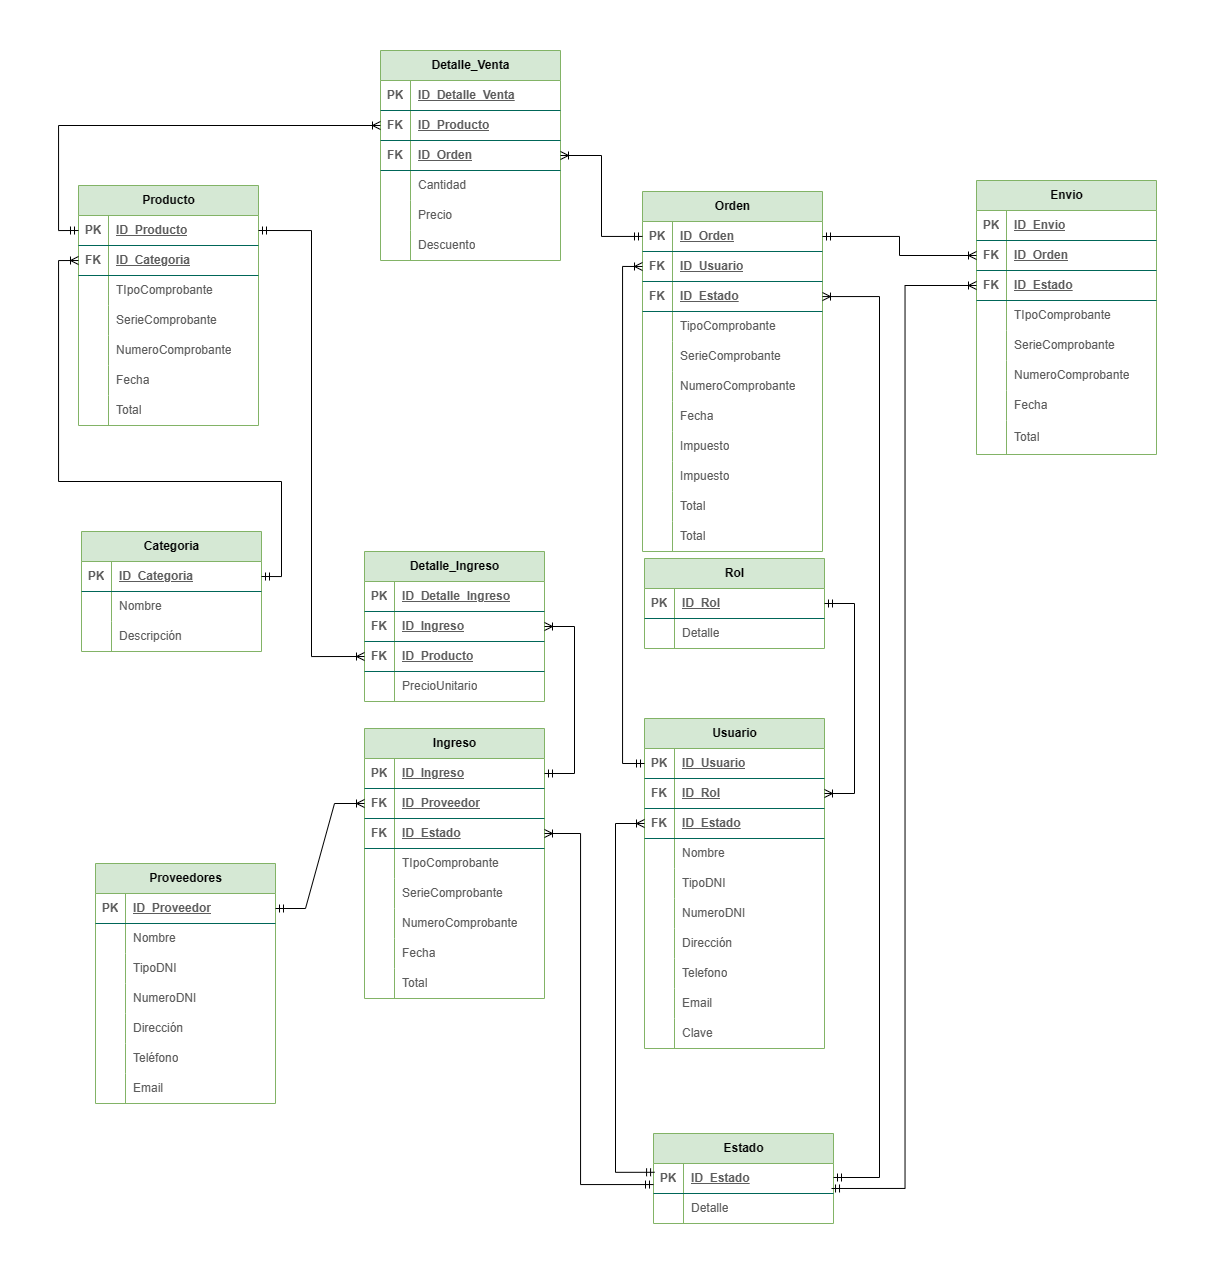 Detalle_Venta
PK ID_Detalle_Venta
FK ID_Producto
FK ID_Orden
Cantidad
Precio
Descuento
Producto
PK ID_Producto
FK ID_Categoria
TIpoComprobante
SerieComprobante
NumeroComprobante
Fecha
Total
Orden
PK ID_Orden
FK ID_Usuario
FK ID_Estado
TipoComprobante
SerieComprobante
NumeroComprobante
Fecha
Impuesto
Impuesto
Total
Total
Envio
PK ID_Envio
FK ID_Orden
FK ID_Estado
TIpoComprobante
SerieComprobante
NumeroComprobante
Fecha
Total
Categoria
PK ID_Categoria
Nombre
Descripción
Detalle_Ingreso
PK ID_Detalle_Ingreso
FK ID_Ingreso
FK ID_Producto
PrecioUnitario
Rol
PK ID_Rol
Detalle
Ingreso
PK ID_Ingreso
FK ID_Proveedor
FK ID_Estado
TIpoComprobante
SerieComprobante
NumeroComprobante
Fecha
Total
Usuario
PK ID_Usuario
FK ID_Rol
FK ID_Estado
Nombre
TipoDNI
NumeroDNI
Dirección
Telefono
Email
Clave
Proveedores
PK ID_Proveedor
Nombre
TipoDNI
NumeroDNI
Dirección
Teléfono
Email
Estado
PK ID_Estado
Detalle